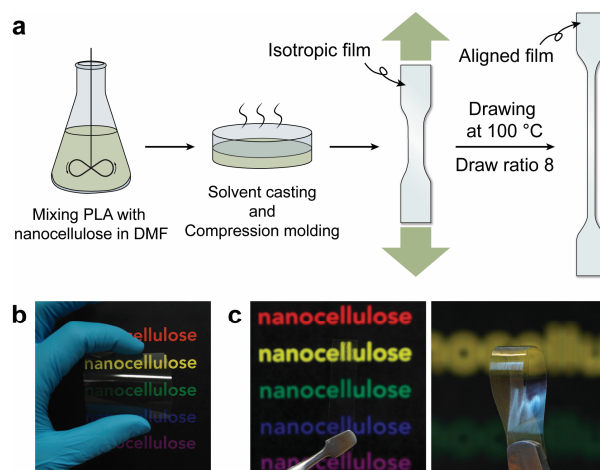 a
Isotropic film
Aligned film
Drawing
at 100 °C
Draw ratio 8
Mixing PLA with
nanocellulose in DMF
Solvent casting
and
Compression molding
b
cellulose
nanocellulose
c
nanocellulose
nanocellulose
nanocellulose
nanocellulose